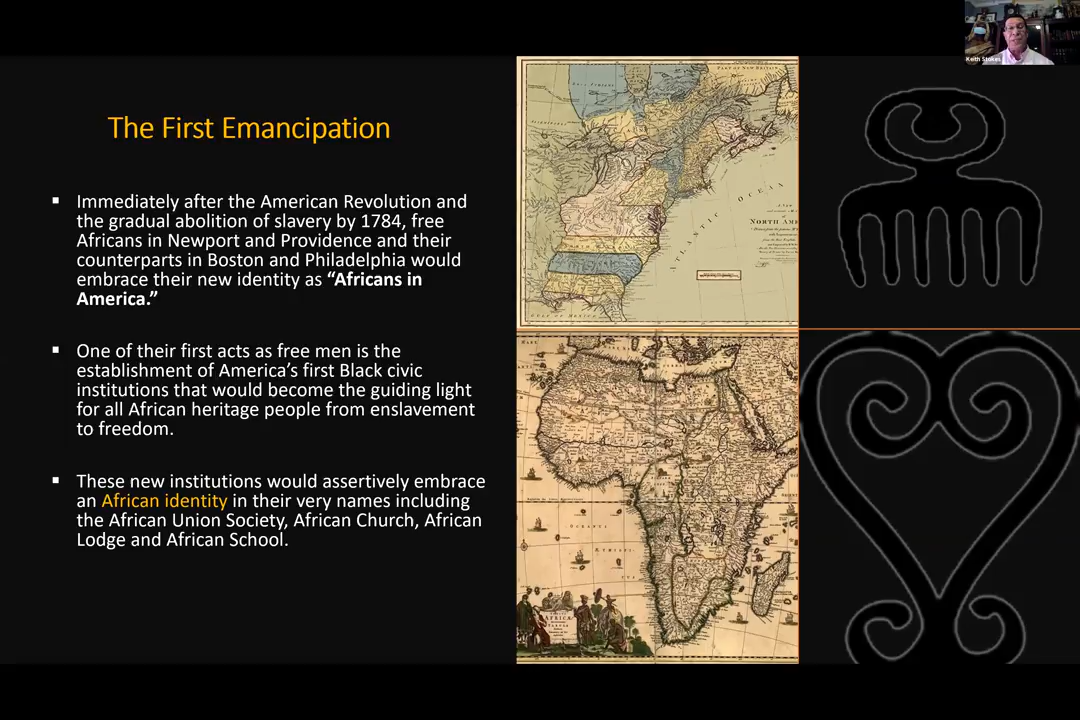 Keith Stokes
The First Emancipation
Immediately after the American Revolution and
the gradual abolition of slavery by 1784, free
Africans in Newport and Providence and their
counterparts in Boston and Philadelphia would
embrace their new identity as “Africans in
America.”
One of their first acts as free men is the
establishment of America’s first Black civic
institutions that would become the guiding light
for all African heritage people from enslavement
to freedom.
These new institutions would assertively embrace
an African identity in their very names including
the African Union Society, African Church, African
Lodge and African School.
ATLANTIC OCEAN
NORTH AM
GULF OF MEXICO
OCEANUS
AFRICA